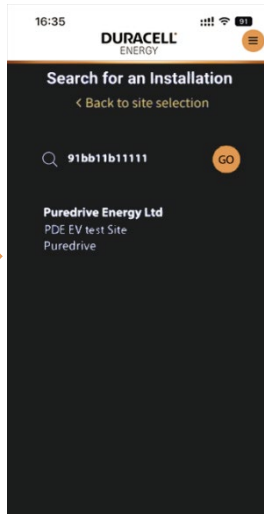 16:35
91
DURACELL
ENERGY
Search for an Installation
< Back to site selection
91bb11b11111
GO
Puredrive Energy Ltd
PDE EV test Site
Puredrive